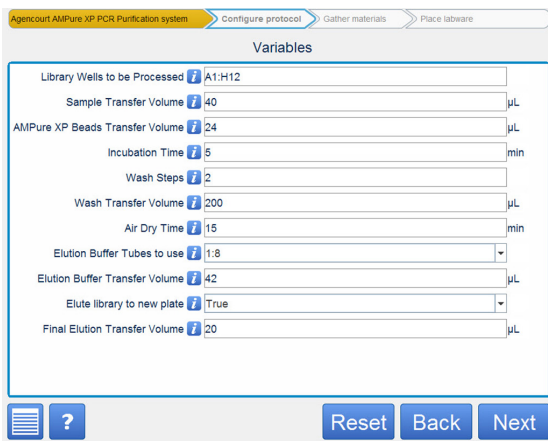 Agencourt AMPure XP PCR Purification system Configure protocol Gather materials Place labware
Variables
Library Wells to be Processed i A1:H12
Sample Transfer Volume i 40 µL
AMPure XP Beads Transfer Volume i 24 µL
Incubation Time i 5 min
Wash Steps i 2
Wash Transfer Volume i 200 µL
Air Dry Time i 15 min
Elution Buffer Tubes to use i 1:8
Elution Buffer Transfer Volume i 42 µL
Elute library to new plate i True
Final Elution Transfer Volume i 20 µL
? Reset Back Next